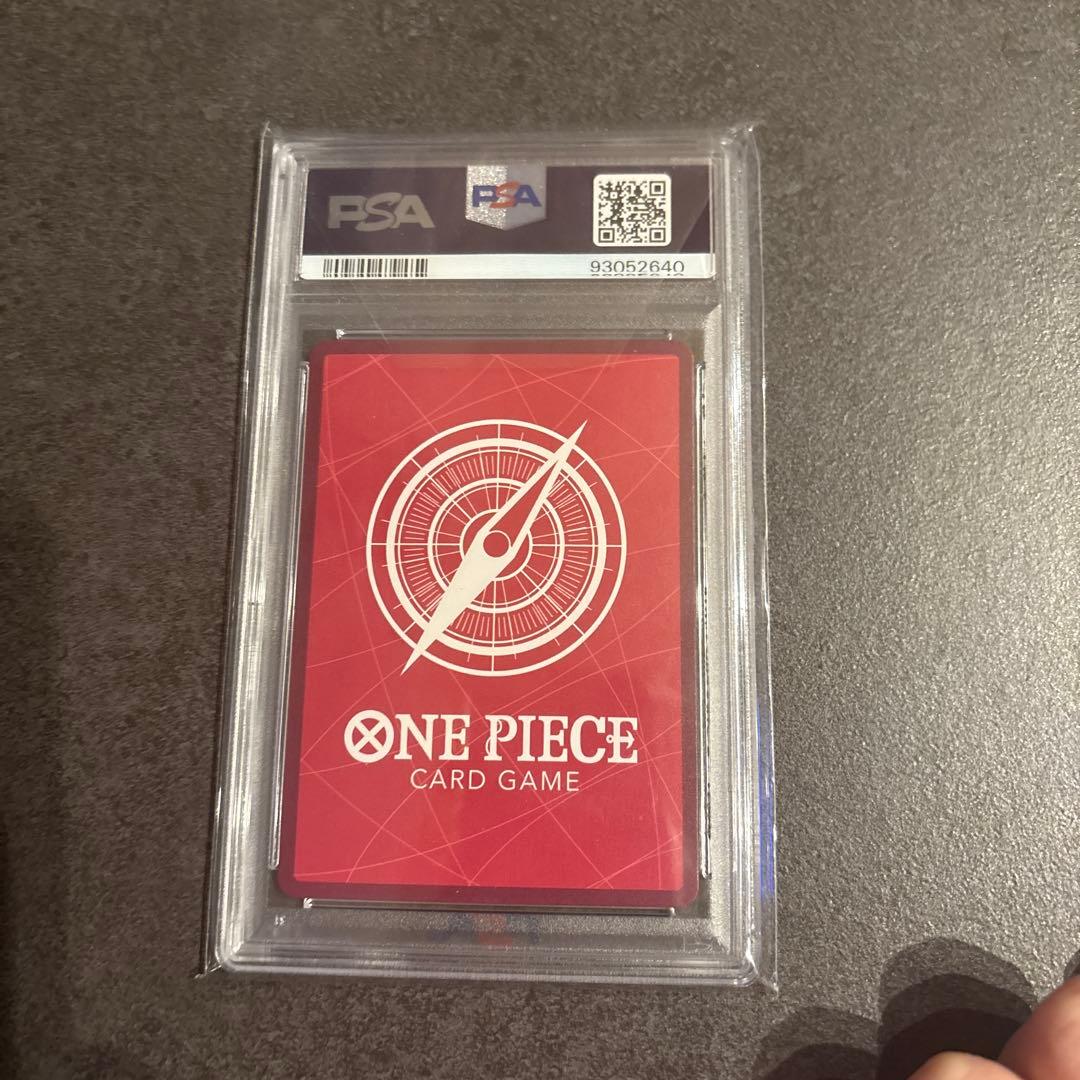 PSA
PSA
93052640
ONE PIECE
CARD GAME